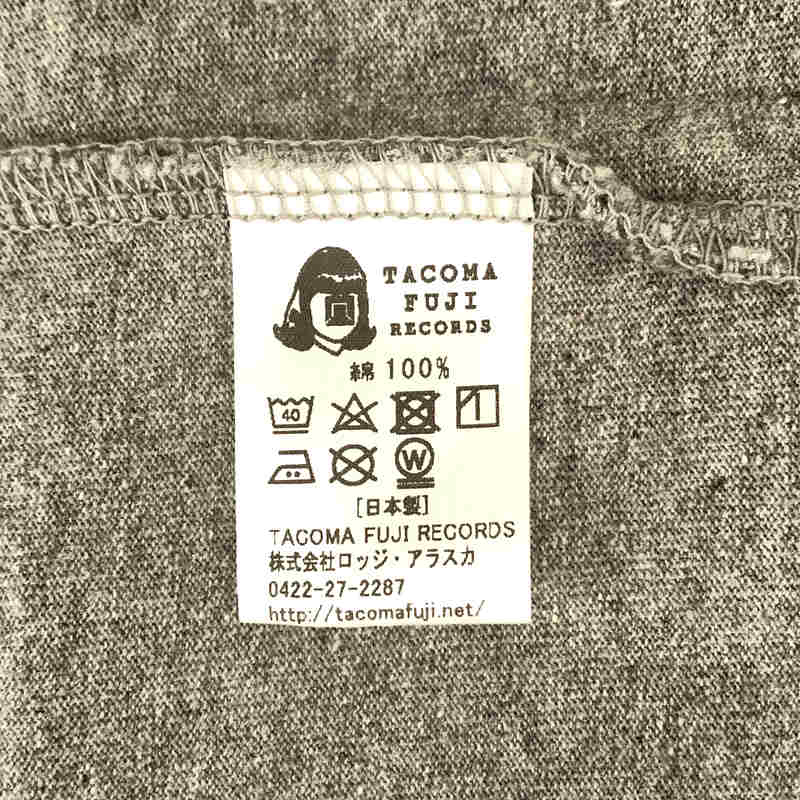 TACOMA
FUJI
RECORDS
綿 100%
40
W
[日本製]
TACOMA FUJI RECORDS
株式会社ロッジ・アラスカ
0422-27-2287
http://tacomafuji.net/